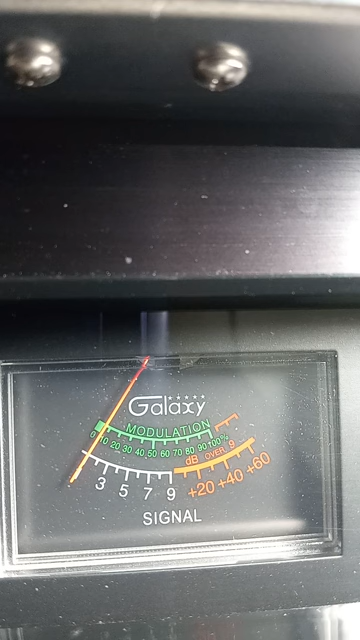 Galaxy
MODULATION
0 10 20 30 40 50 60 70 80 90 100%
dB OVER 9
3 5 7 9 +20 +40 +60
SIGNAL